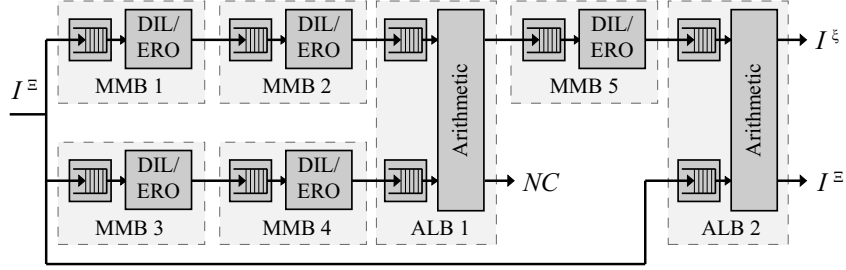 DIL/
ERO
MMB 1
DIL/
ERO
MMB 2
Arithmetic
ALB 1
DIL/
ERO
MMB 5
Arithmetic
ALB 2
I^ξ
I^Ξ
DIL/
ERO
MMB 3
DIL/
ERO
MMB 4
NC
I^Ξ